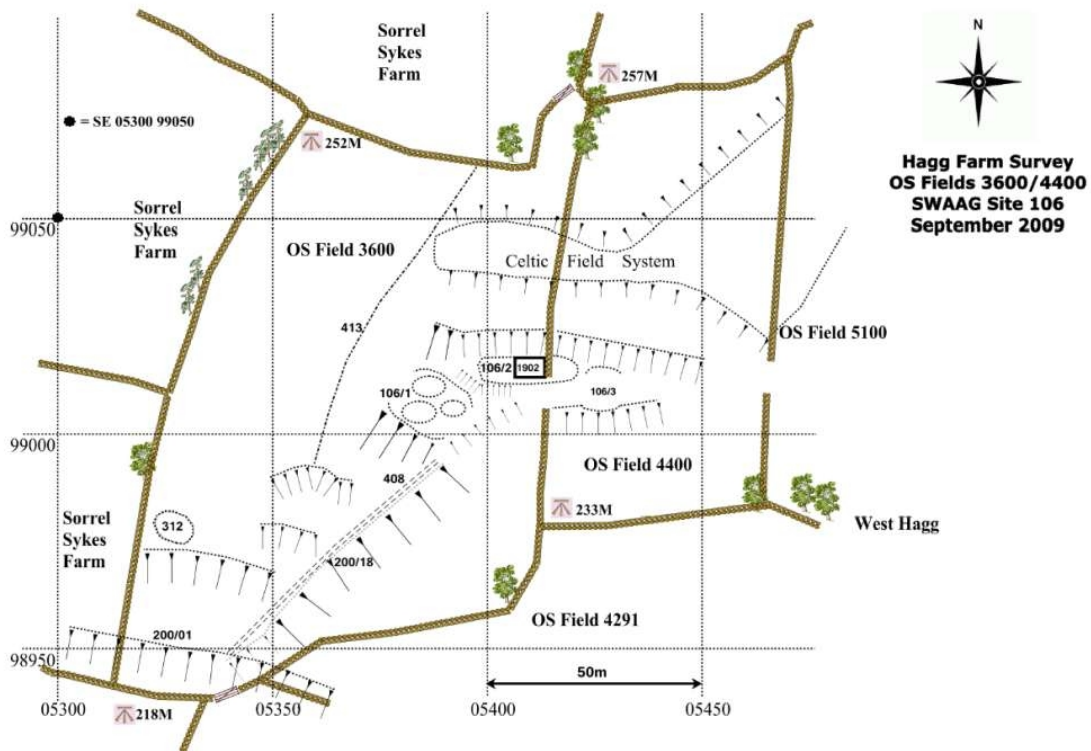 Sorrel
Sykes
Farm
N
257M
= SE 05300 99050
252M
Hagg Farm Survey
OS Fields 3600/4400
SWAAG Site 106
September 2009
Sorrel
Sykes
Farm
99050
OS Field 3600
Celtic Field System
413
OS Field 5100
106/2
1902
106/1
106/3
99000
408
OS Field 4400
233M
312
Sorrel
Sykes
Farm
West Hagg
200/18
OS Field 4291
200/01
98950
50m
218M
05300
05350
05400
05450